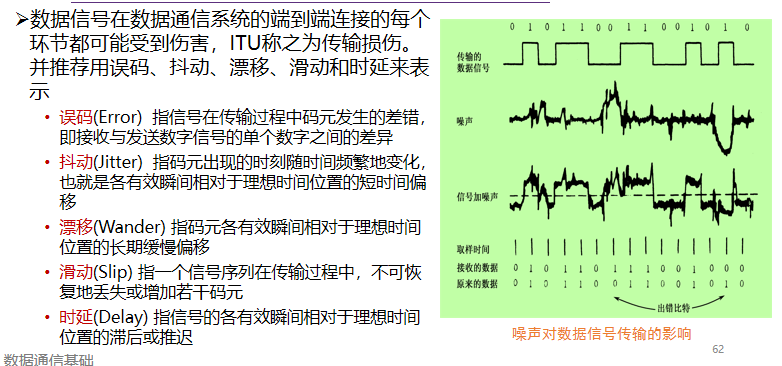 ➢数据信号在数据通信系统的端到端连接的每个
环节都可能受到伤害，ITU称之为传输损伤。
并推荐用误码、抖动、漂移、滑动和时延来表
示
• 误码(Error) 指信号在传输过程中码元发生的差错，
即接收与发送数字信号的单个数字之间的差异
• 抖动(Jitter) 指码元出现的时刻随时间频繁地变化，
也就是各有效瞬间相对于理想时间位置的短时间偏
移
• 漂移(Wander) 指码元各有效瞬间相对于理想时间
位置的长期缓慢偏移
• 滑动(Slip) 指一个信号序列在传输过程中，不可恢
复地丢失或增加若干码元
• 时延(Delay) 指信号的各有效瞬间相对于理想时间
位置的滞后或推迟
数据通信基础
0 1 0 1 1 0 0 1 1 0 0 1 0 1 0
传输的
数据信号
噪声
信号加噪声
取样时间
接收的数据 0 1 0 1 1 0 1 1 1 0 0 1 0 0 0
原来的数据 0 1 0 1 1 0 0 1 1 0 0 1 0 1 0
出错比特
噪声对数据信号传输的影响
62